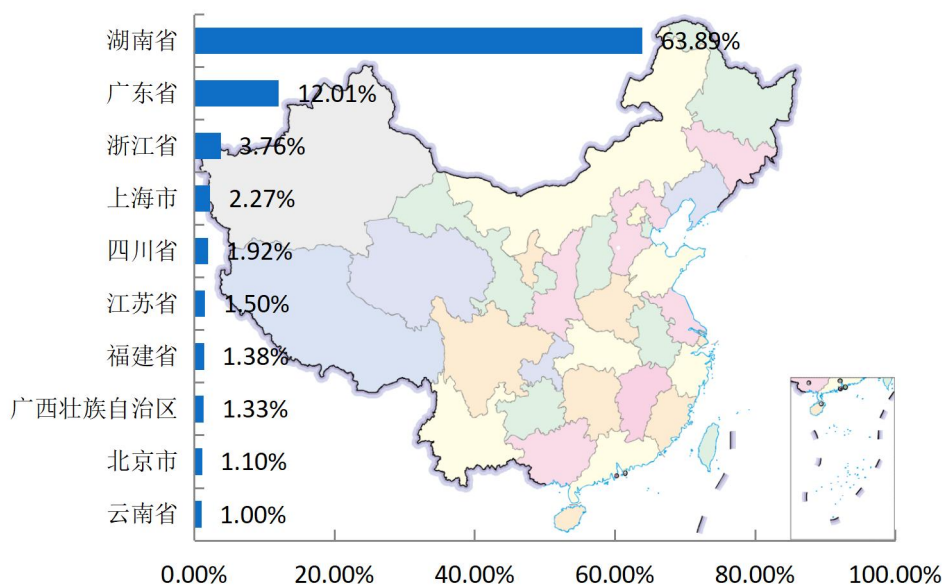 湖南省 63.89%
广东省 12.01%
浙江省 3.76%
上海市 2.27%
四川省 1.92%
江苏省 1.50%
福建省 1.38%
广西壮族自治区 1.33%
北京市 1.10%
云南省 1.00%
0.00% 20.00% 40.00% 60.00% 80.00% 100.00%